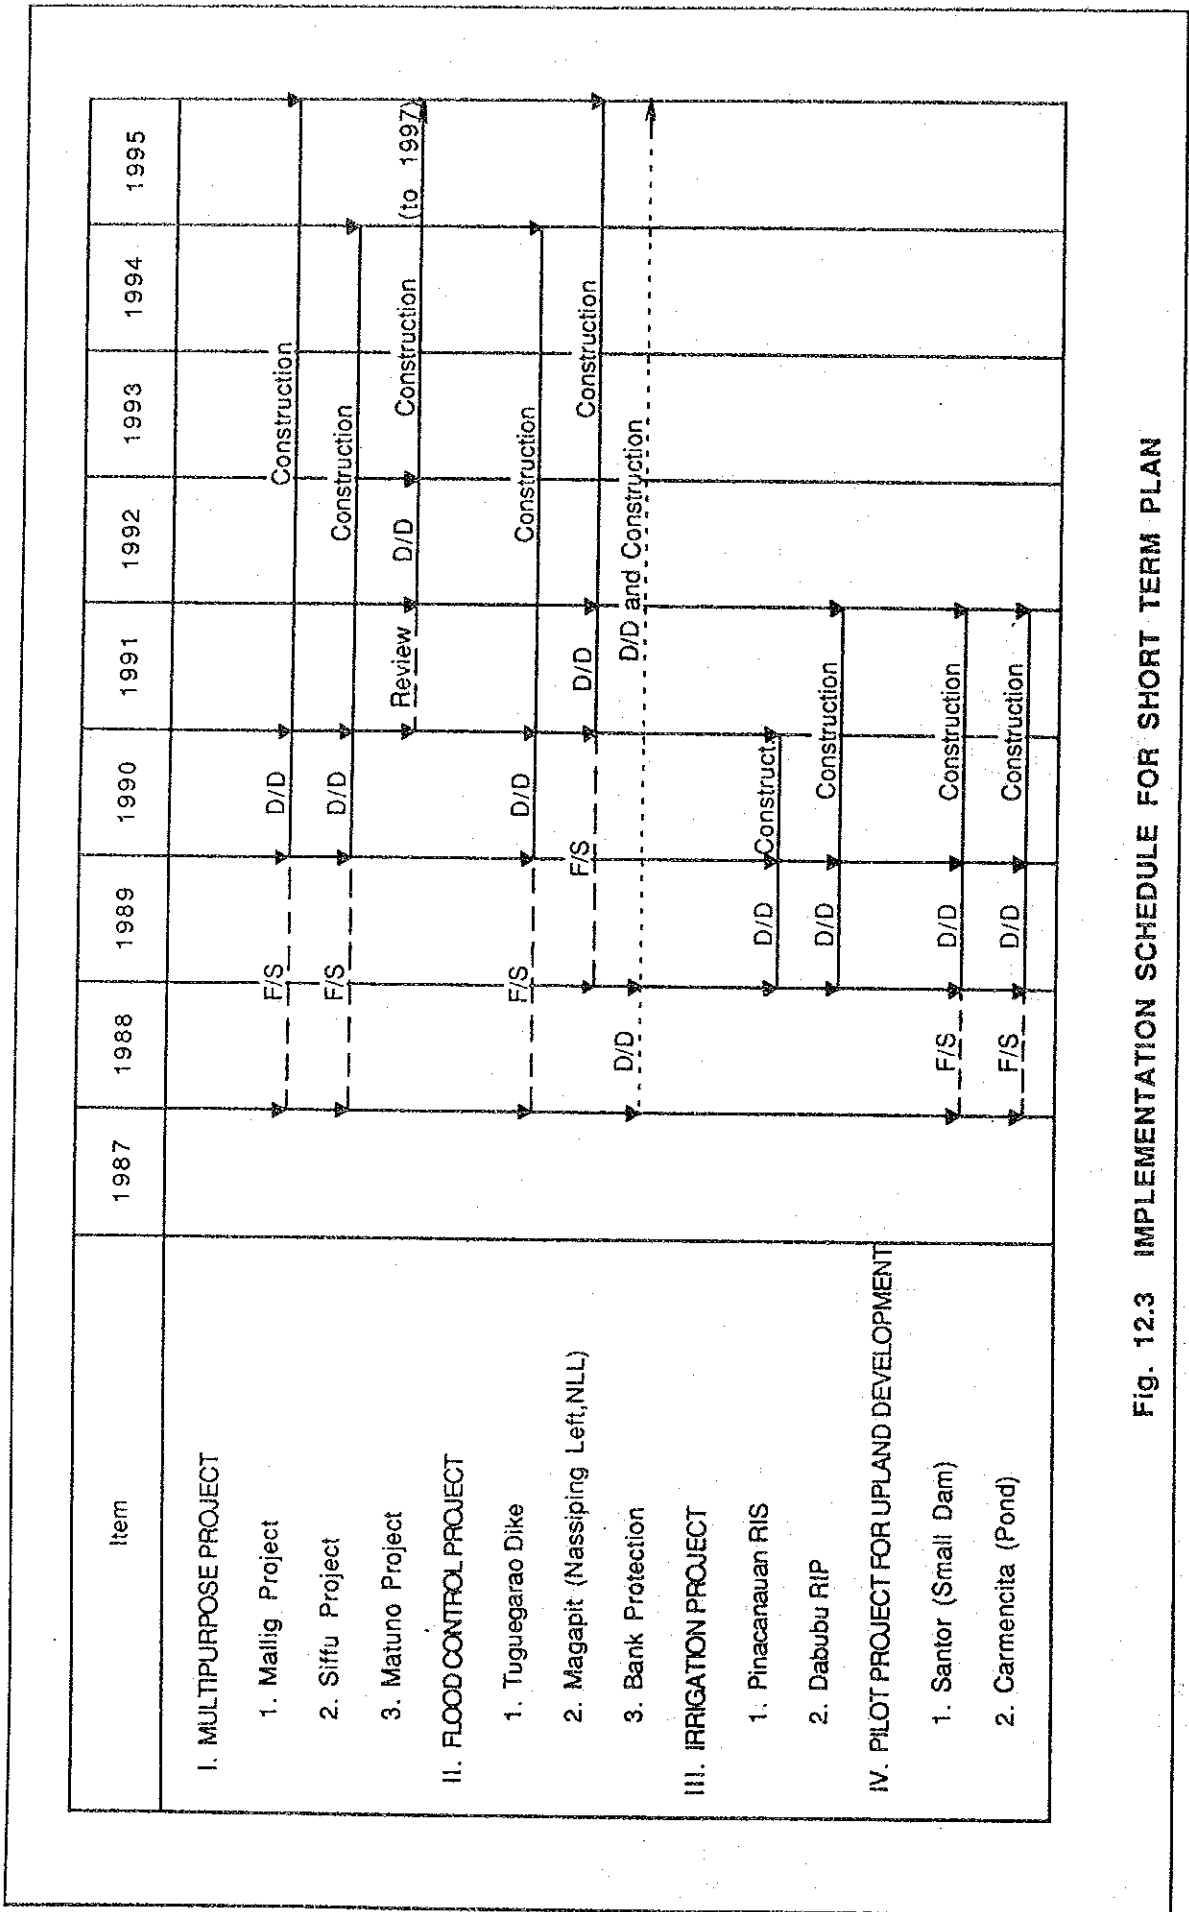 Item 1987 1988 1989 1990 1991 1992 1993 1994 1995
I. MULTIPURPOSE PROJECT
1. Mallig Project F/S D/D Construction
2. Siffu Project F/S D/D Construction
3. Matuno Project Review D/D Construction (to 1997)
II. FLOOD CONTROL PROJECT
1. Tuguegarao Dike F/S D/D Construction
2. Magapit (Nassiping Left,NLL) F/S D/D Construction
3. Bank Protection D/D D/D and Construction
III. IRRIGATION PROJECT
1. Pinacanauan RIS D/D Construct.
2. Dabubu RIP D/D Construction
IV. PILOT PROJECT FOR UPLAND DEVELOPMENT
1. Santor (Small Dam) F/S D/D Construction
2. Carmencita (Pond) F/S D/D Construction
Fig. 12.3 IMPLEMENTATION SCHEDULE FOR SHORT TERM PLAN